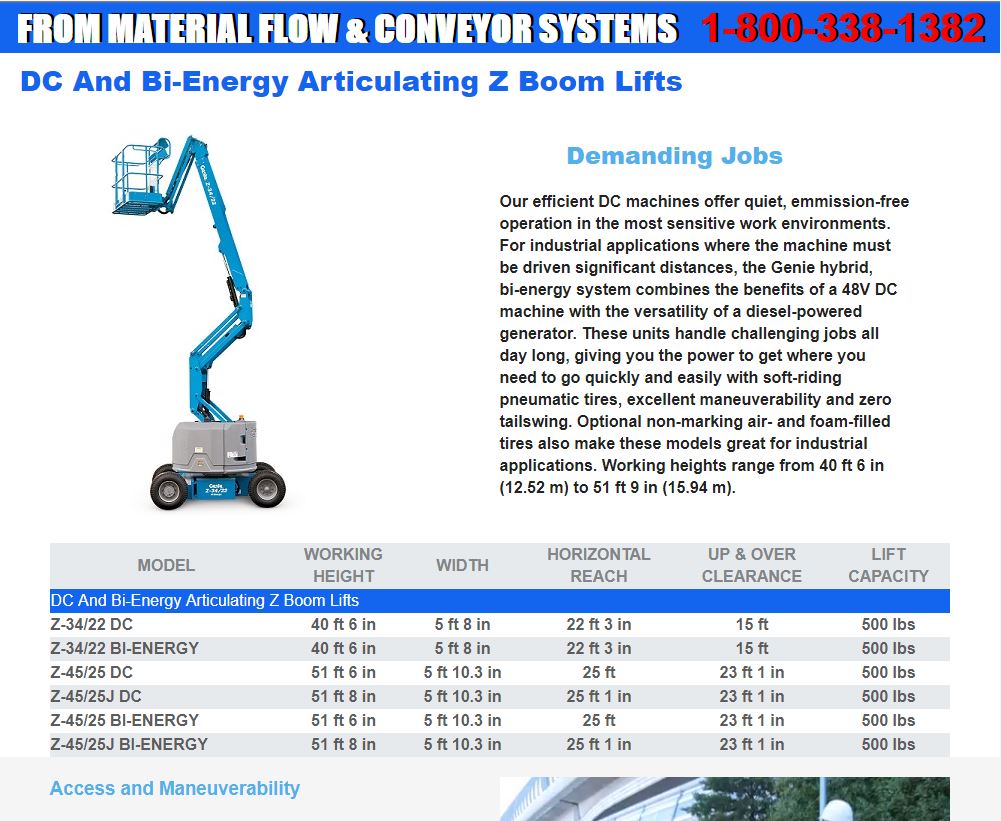 FROM MATERIAL FLOW & CONVEYOR SYSTEMS 1-800-338-1382
DC And Bi-Energy Articulating Z Boom Lifts
Genie Z-34/22
Genie
Z-34/22
Demanding Jobs
Our efficient DC machines offer quiet, emmission-free
operation in the most sensitive work environments.
For industrial applications where the machine must
be driven significant distances, the Genie hybrid,
bi-energy system combines the benefits of a 48V DC
machine with the versatility of a diesel-powered
generator. These units handle challenging jobs all
day long, giving you the power to get where you
need to go quickly and easily with soft-riding
pneumatic tires, excellent maneuverability and zero
tailswing. Optional non-marking air- and foam-filled
tires also make these models great for industrial
applications. Working heights range from 40 ft 6 in
(12.52 m) to 51 ft 9 in (15.94 m).
MODEL WORKING HEIGHT WIDTH HORIZONTAL REACH UP & OVER CLEARANCE LIFT CAPACITY
DC And Bi-Energy Articulating Z Boom Lifts
Z-34/22 DC 40 ft 6 in 5 ft 8 in 22 ft 3 in 15 ft 500 lbs
Z-34/22 BI-ENERGY 40 ft 6 in 5 ft 8 in 22 ft 3 in 15 ft 500 lbs
Z-45/25 DC 51 ft 6 in 5 ft 10.3 in 25 ft 23 ft 1 in 500 lbs
Z-45/25J DC 51 ft 8 in 5 ft 10.3 in 25 ft 1 in 23 ft 1 in 500 lbs
Z-45/25 BI-ENERGY 51 ft 6 in 5 ft 10.3 in 25 ft 23 ft 1 in 500 lbs
Z-45/25J BI-ENERGY 51 ft 8 in 5 ft 10.3 in 25 ft 1 in 23 ft 1 in 500 lbs
Access and Maneuverability